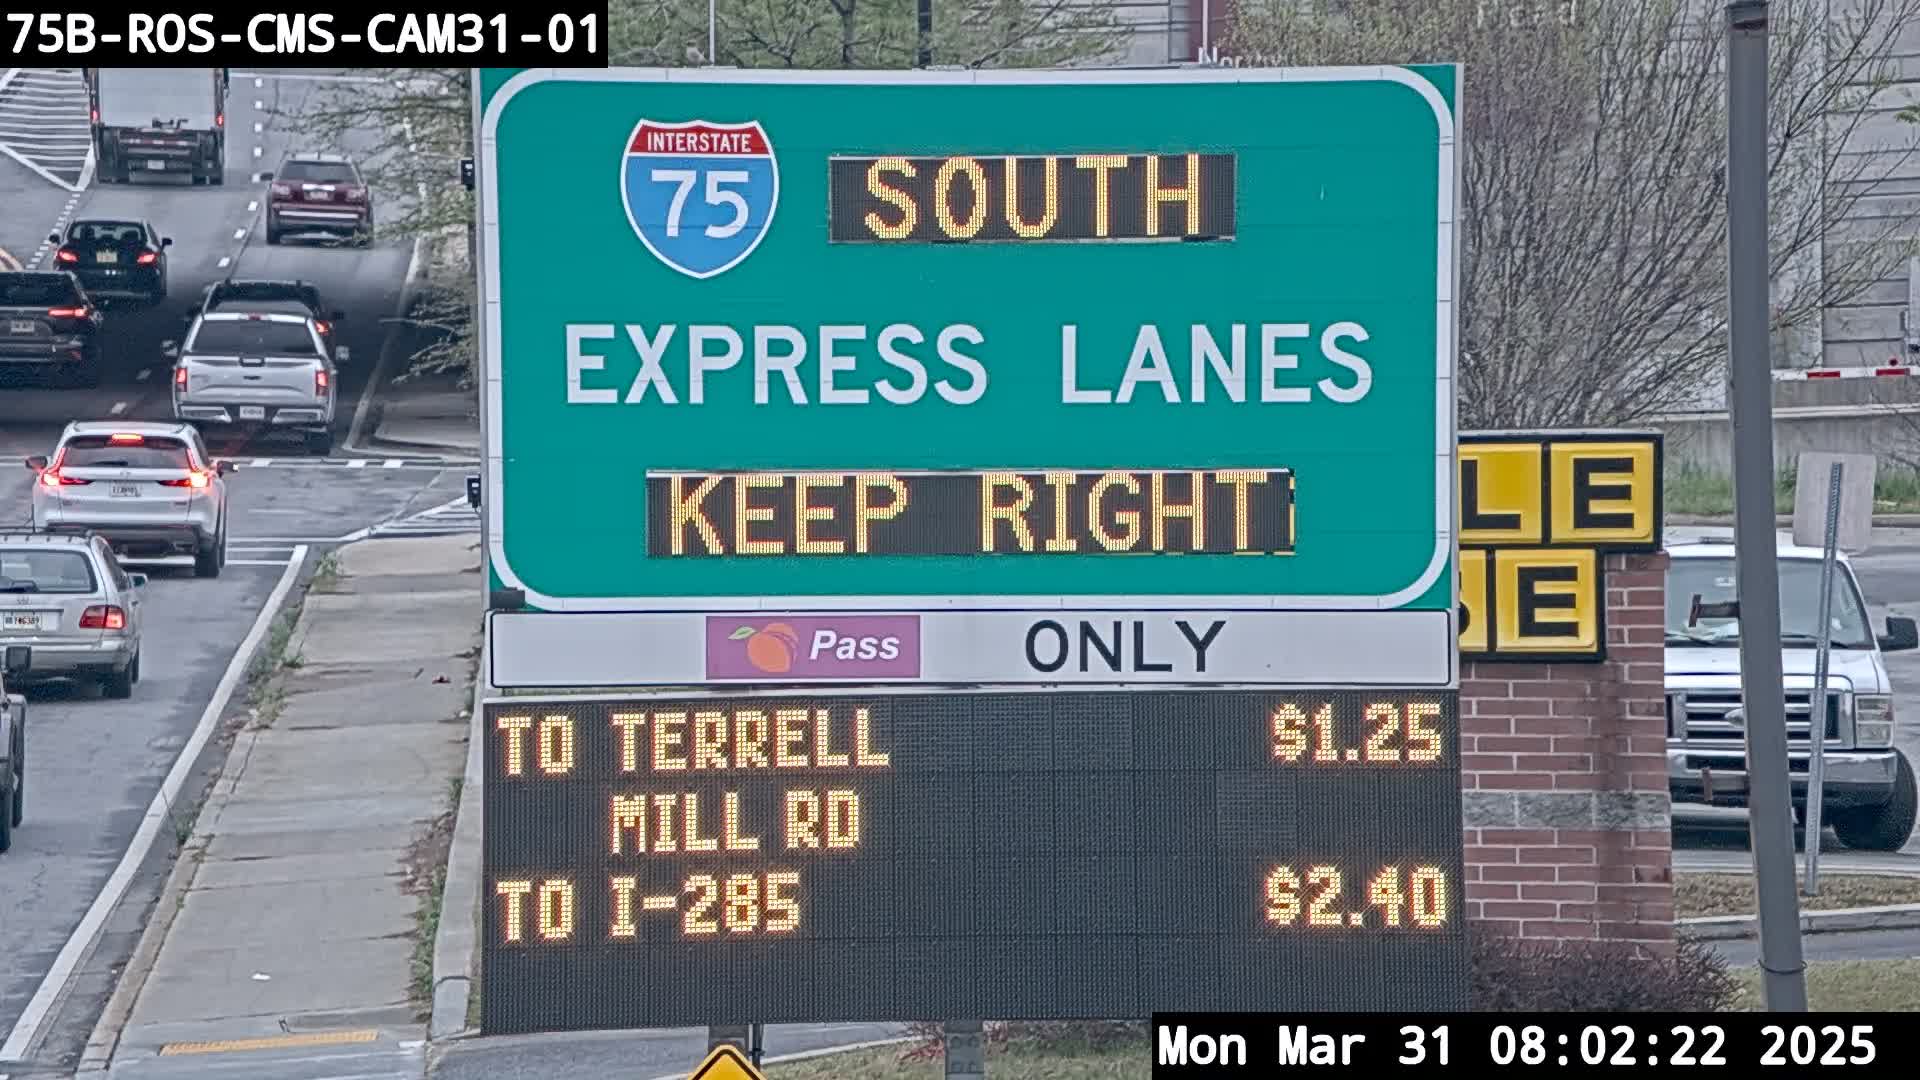 75B-ROS-CMS-CAM31-01
INTERSTATE
75
SOUTH
EXPRESS LANES
KEEP RIGHT
Pass ONLY
TO TERRELL $1.25
MILL RD
TO I-285 $2.40
LE
E
Mon Mar 31 08:02:22 2025